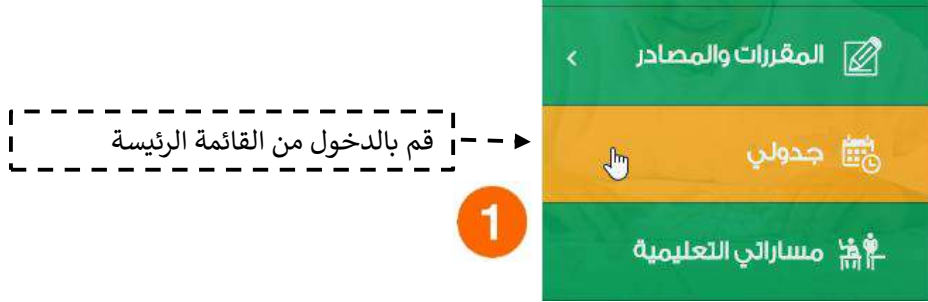 المقررات والمصادر
قم بالدخول من القائمة الرئيسة
جدولي
1
مساراتي التعليمية